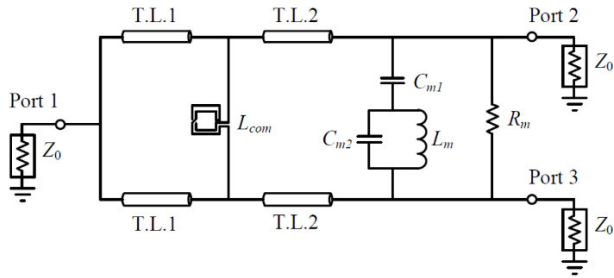 T.L.1 T.L.2 Port 2
Z0
Port 1
Cm1
Lcom
Cm2 Lm Rm
Z0
Port 3
T.L.1 T.L.2
Z0